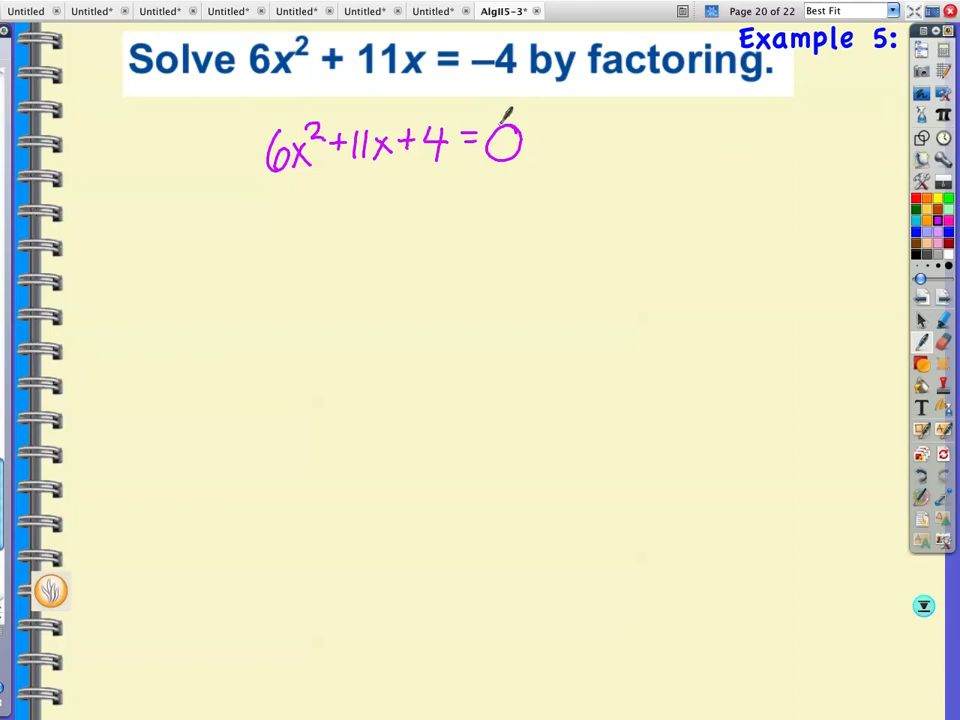 Untitled Untitled* Untitled* Untitled* Untitled* Untitled* Untitled* AlgII5-3* Page 20 of 22 Best Fit
Example 5:
Solve 6x² + 11x = –4 by factoring.
6x²+11x+4=0